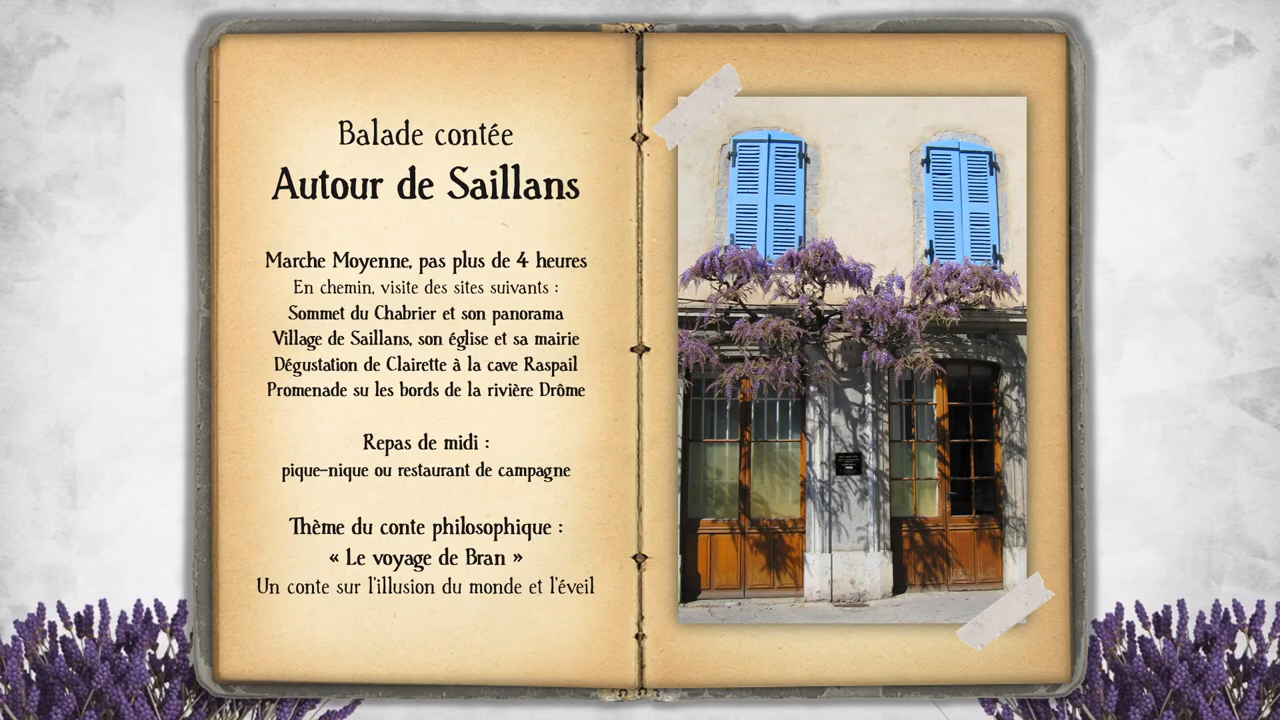 Balade contée
Autour de Saillans
Marche Moyenne, pas plus de 4 heures
En chemin, visite des sites suivants :
Sommet du Chabrier et son panorama
Village de Saillans, son église et sa mairie
Dégustation de Clairette à la cave Raspail
Promenade su les bords de la rivière Drôme
Repas de midi :
pique-nique ou restaurant de campagne
Thème du conte philosophique :
« Le voyage de Bran »
Un conte sur l'illusion du monde et l'éveil